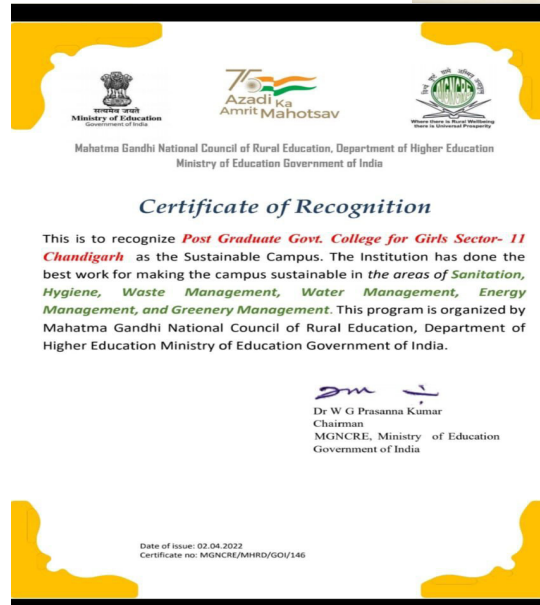 सत्यमेव जयते
Ministry of Education
Government of India
75
Azadi Ka
Amrit Mahotsav
MGNCRE
Where there is Rural Wellbeing
there is Universal Prosperity
Mahatma Gandhi National Council of Rural Education, Department of Higher Education
Ministry of Education Government of India
Certificate of Recognition
This is to recognize Post Graduate Govt. College for Girls Sector- 11
Chandigarh as the Sustainable Campus. The Institution has done the
best work for making the campus sustainable in the areas of Sanitation,
Hygiene, Waste Management, Water Management, Energy
Management, and Greenery Management. This program is organized by
Mahatma Gandhi National Council of Rural Education, Department of
Higher Education Ministry of Education Government of India.
Dr W G Prasanna Kumar
Chairman
MGNCRE, Ministry of Education
Government of India
Date of issue: 02.04.2022
Certificate no: MGNCRE/MHRD/GOI/146